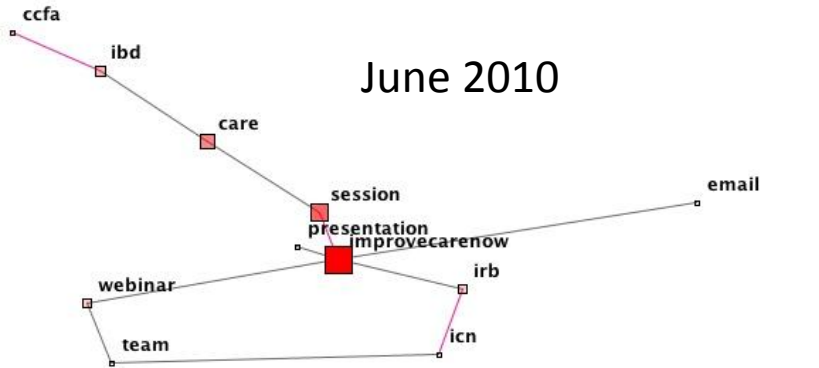 ccfa
ibd
June 2010
care
email
session
presentation
improvecarenow
irb
webinar
icn
team